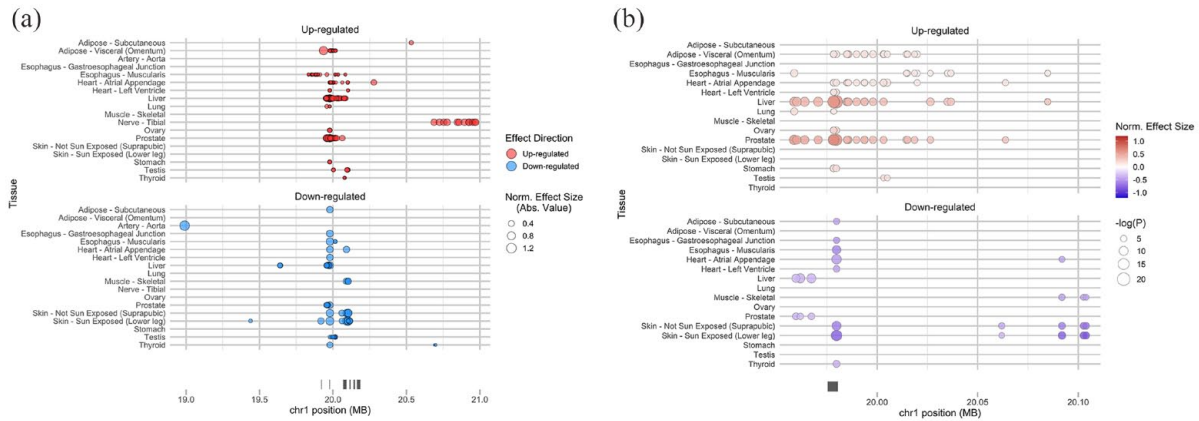 (a)
Up-regulated
Adipose - Subcutaneous
Adipose - Visceral (Omentum)
Artery - Aorta
Esophagus - Gastroesophageal Junction
Esophagus - Muscularis
Heart - Atrial Appendage
Heart - Left Ventricle
Liver
Lung
Muscle - Skeletal
Nerve - Tibial
Ovary
Prostate
Skin - Not Sun Exposed (Suprapubic)
Skin - Sun Exposed (Lower leg)
Stomach
Testis
Thyroid
Tissue
Down-regulated
Adipose - Subcutaneous
Adipose - Visceral (Omentum)
Artery - Aorta
Esophagus - Gastroesophageal Junction
Esophagus - Muscularis
Heart - Atrial Appendage
Heart - Left Ventricle
Liver
Lung
Muscle - Skeletal
Nerve - Tibial
Ovary
Prostate
Skin - Not Sun Exposed (Suprapubic)
Skin - Sun Exposed (Lower leg)
Stomach
Testis
Thyroid
19.0 19.5 20.0 20.5 21.0
chr1 position (MB)
Effect Direction
Up-regulated
Down-regulated
Norm. Effect Size
(Abs. Value)
0.4
0.8
1.2
(b)
Up-regulated
Adipose - Subcutaneous
Adipose - Visceral (Omentum)
Esophagus - Gastroesophageal Junction
Esophagus - Muscularis
Heart - Atrial Appendage
Heart - Left Ventricle
Liver
Lung
Muscle - Skeletal
Ovary
Prostate
Skin - Not Sun Exposed (Suprapubic)
Skin - Sun Exposed (Lower leg)
Stomach
Testis
Thyroid
Tissue
Down-regulated
Adipose - Subcutaneous
Adipose - Visceral (Omentum)
Esophagus - Gastroesophageal Junction
Esophagus - Muscularis
Heart - Atrial Appendage
Heart - Left Ventricle
Liver
Lung
Muscle - Skeletal
Ovary
Prostate
Skin - Not Sun Exposed (Suprapubic)
Skin - Sun Exposed (Lower leg)
Stomach
Testis
Thyroid
20.00 20.05 20.10
chr1 position (MB)
Norm. Effect Size
1.0
0.5
0.0
-0.5
-1.0
-log(P)
5
10
15
20